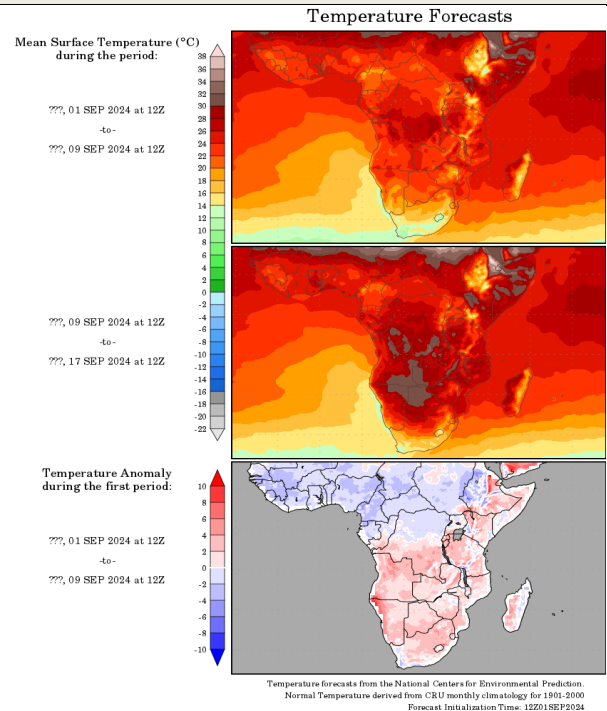 Temperature Forecasts
Mean Surface Temperature (°C)
during the period:
???, 01 SEP 2024 at 12Z
-to-
???, 09 SEP 2024 at 12Z
38
36
34
32
30
28
26
24
22
20
18
16
14
12
10
8
6
4
2
0
-2
-4
-6
-8
-10
-12
-14
-16
-18
-20
-22
???, 09 SEP 2024 at 12Z
-to-
???, 17 SEP 2024 at 12Z
Temperature Anomaly
during the first period:
???, 01 SEP 2024 at 12Z
-to-
???, 09 SEP 2024 at 12Z
10
8
6
4
2
0
-2
-4
-6
-8
-10
Temperature forecasts from the National Centers for Environmental Prediction.
Normal Temperature derived from CRU monthly climatology for 1901-2000
Forecast Initialization Time: 12Z01SEP2024